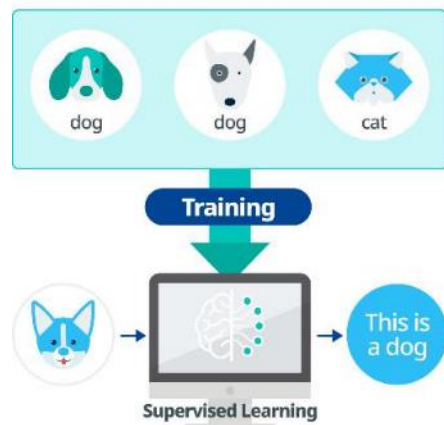 dog
dog
cat
Training
This is
a dog
Supervised Learning